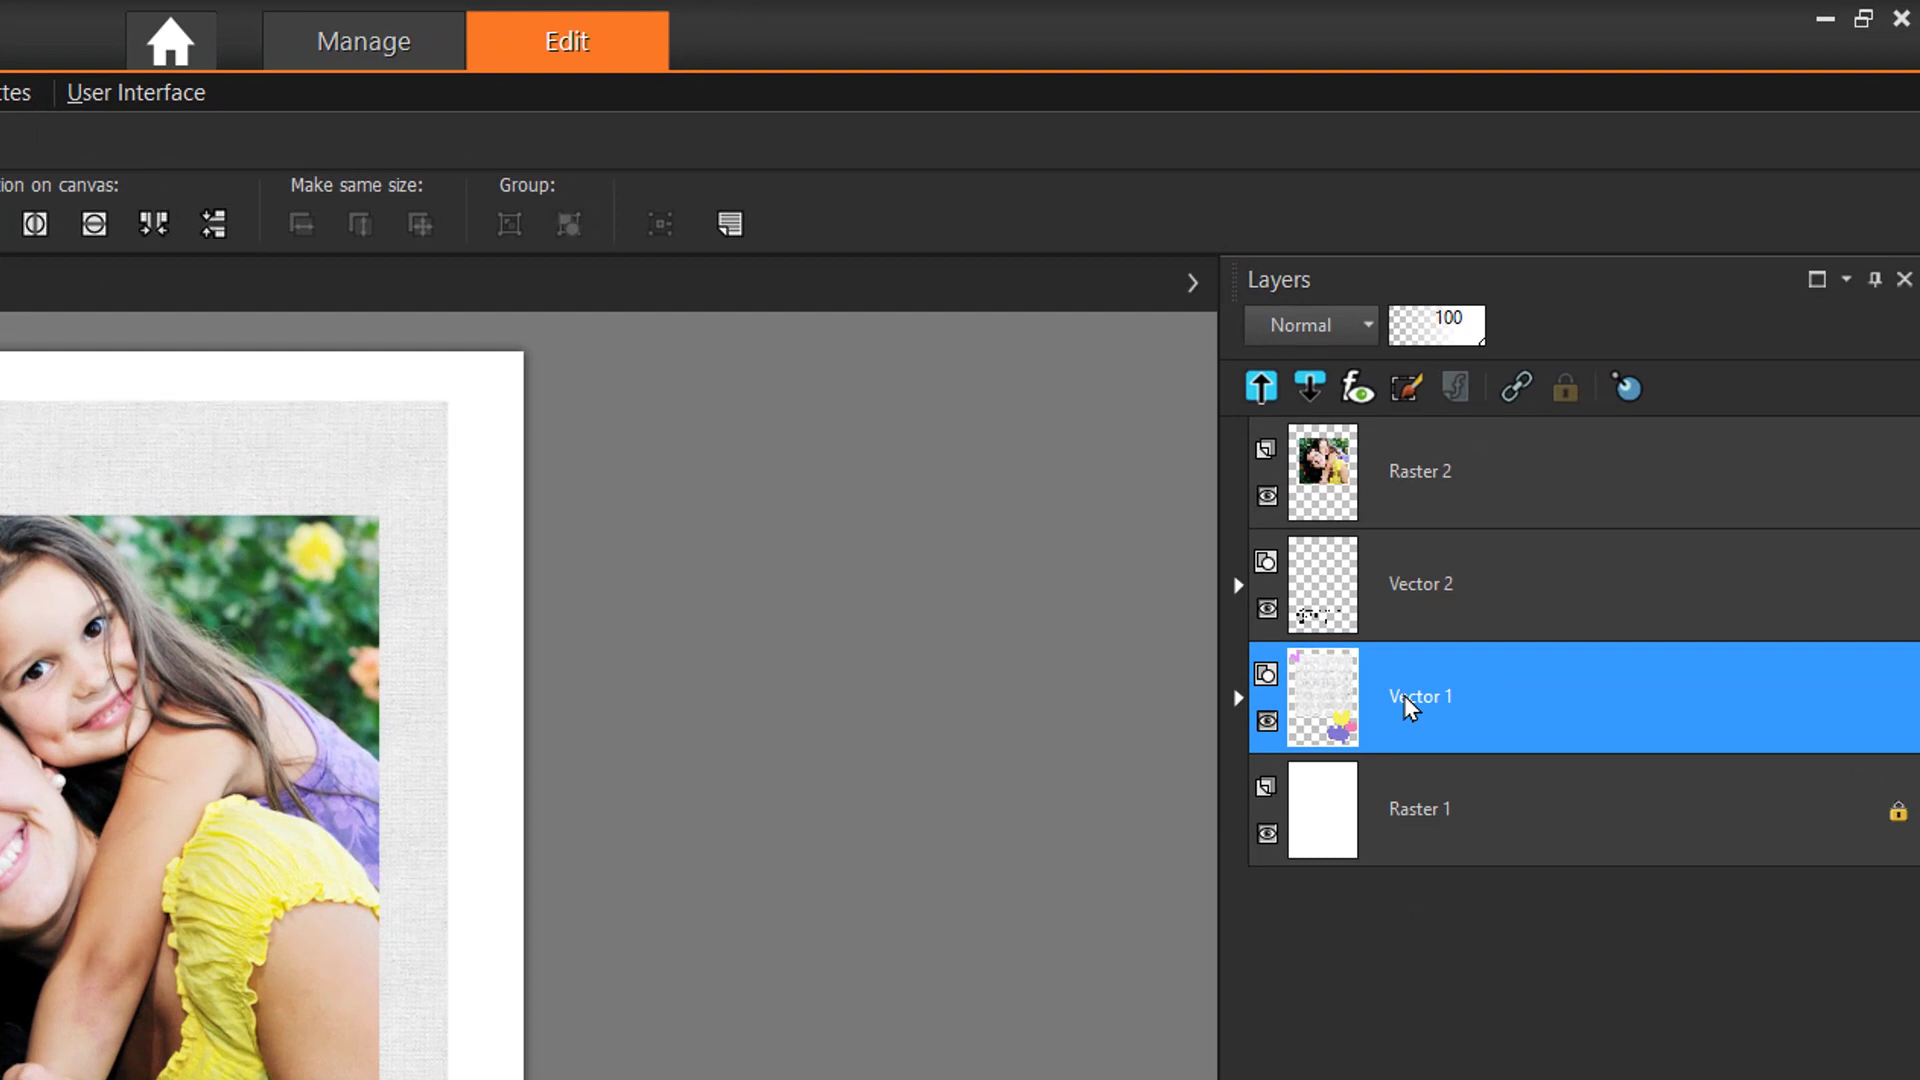 Manage
Edit
ttes
User Interface
ion on canvas:
Make same size:
Group:
Layers
Normal
100
Raster 2
Vector 2
Vector 1
Raster 1